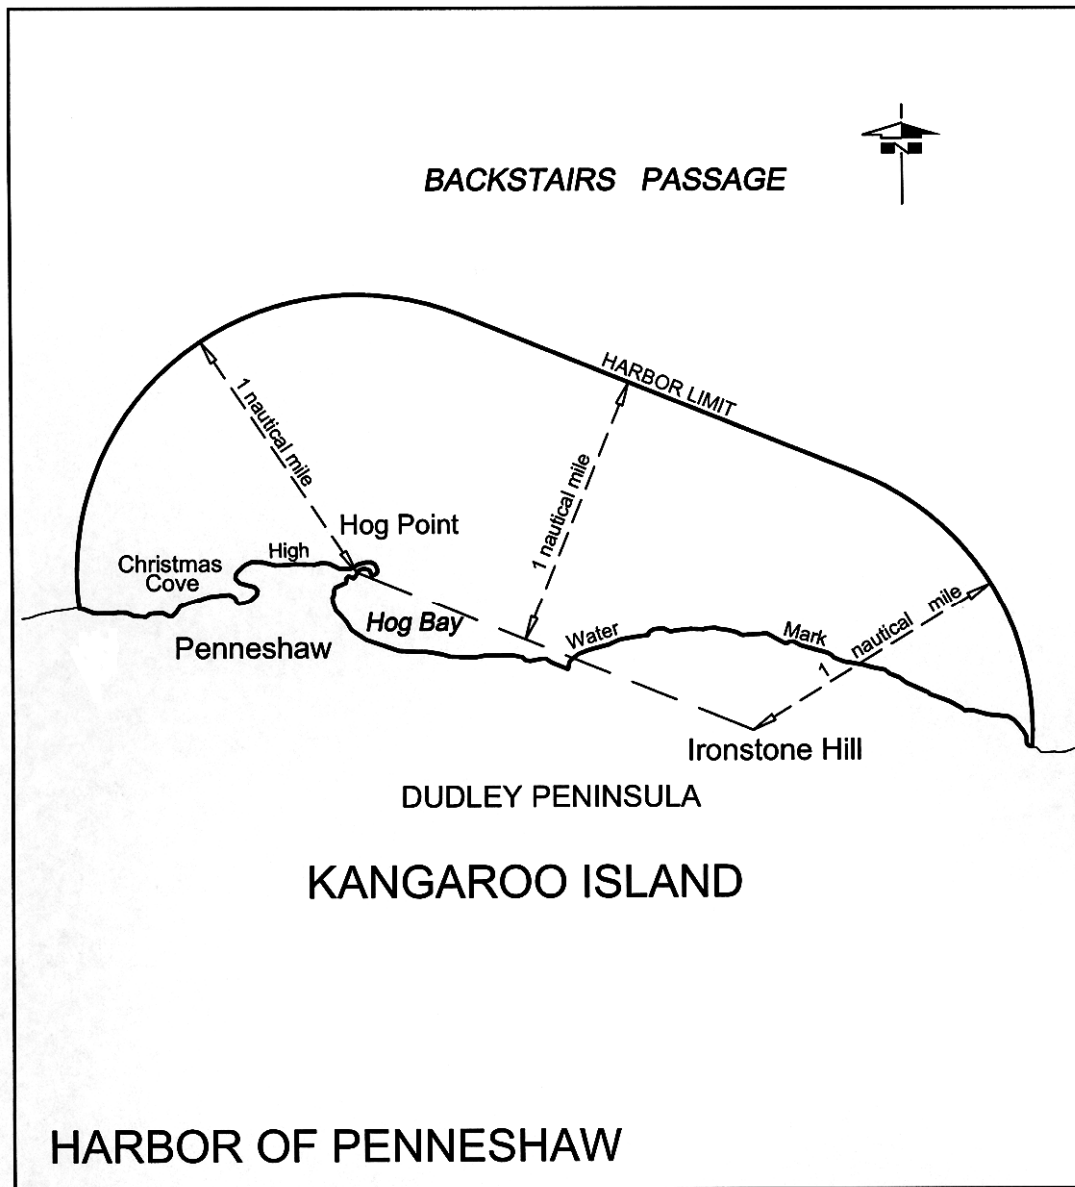 N
BACKSTAIRS PASSAGE
HARBOR LIMIT
1 nautical mile
1 nautical mile
Hog Point
High
Christmas
Cove
Hog Bay
Water
Mark
1 nautical mile
Penneshaw
Ironstone Hill
DUDLEY PENINSULA
KANGAROO ISLAND
HARBOR OF PENNESHAW